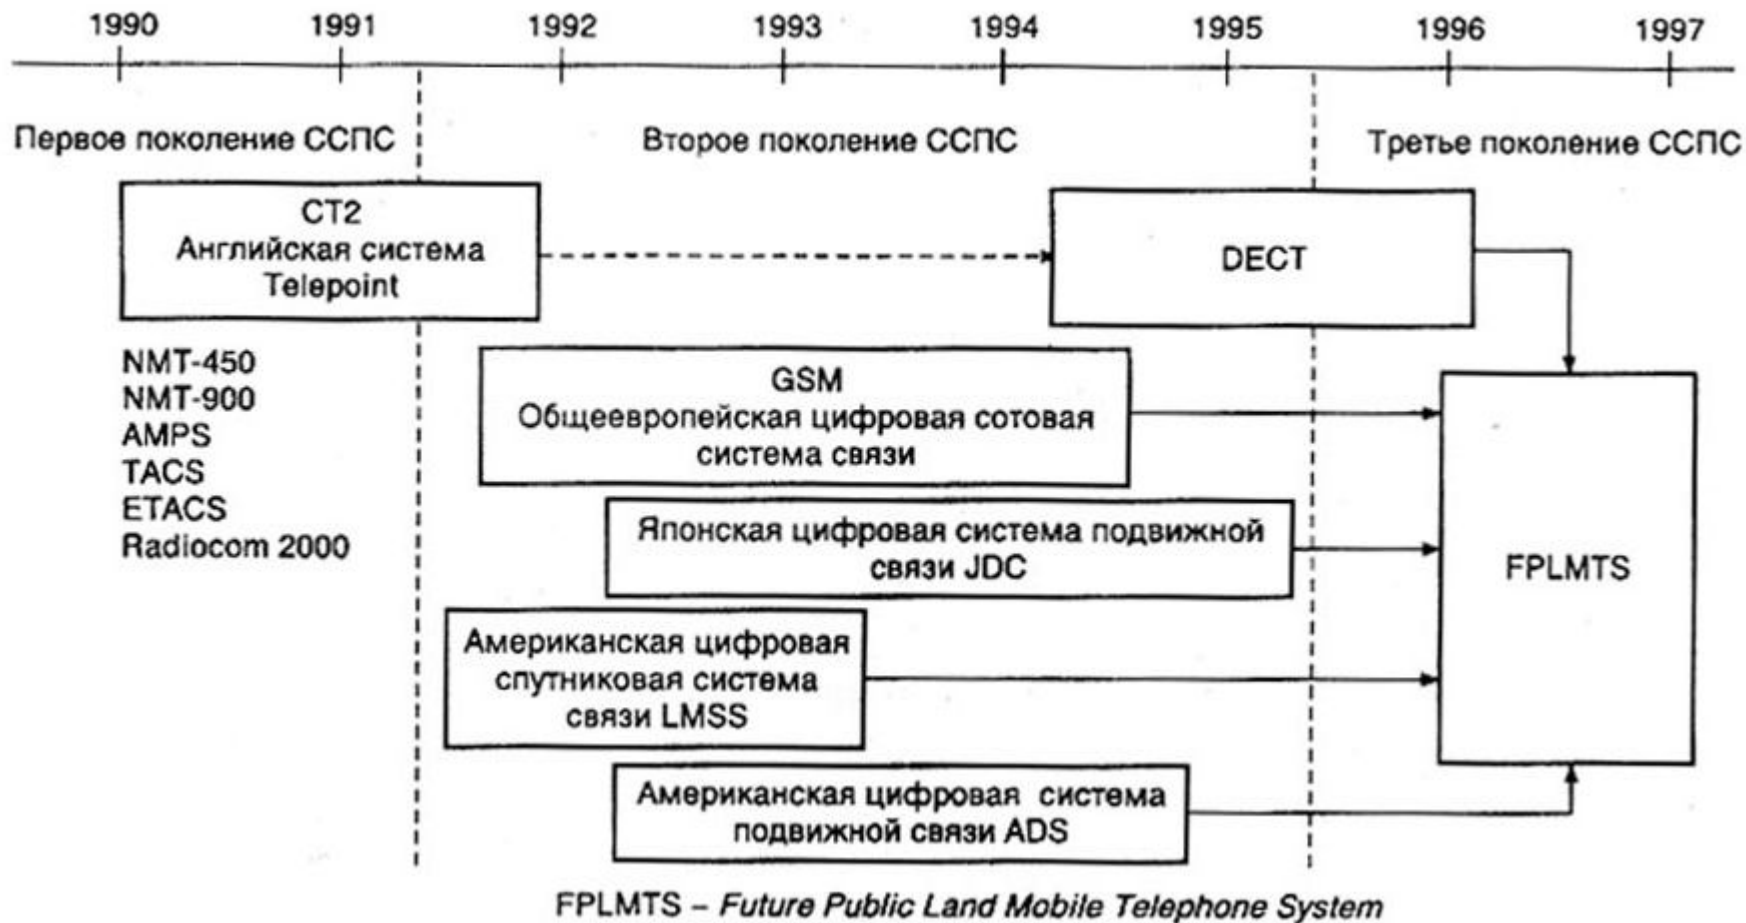 1990 1991 1992 1993 1994 1995 1996 1997
Первое поколение ССПС
Второе поколение ССПС
Третье поколение ССПС
CT2
Английская система
Telepoint
DECT
NMT-450
NMT-900
AMPS
TACS
ETACS
Radiocom 2000
GSM
Общеевропейская цифровая сотовая
система связи
Японская цифровая система подвижной
связи JDC
Американская цифровая
спутниковая система
связи LMSS
Американская цифровая система
подвижной связи ADS
FPLMTS
FPLMTS – Future Public Land Mobile Telephone System